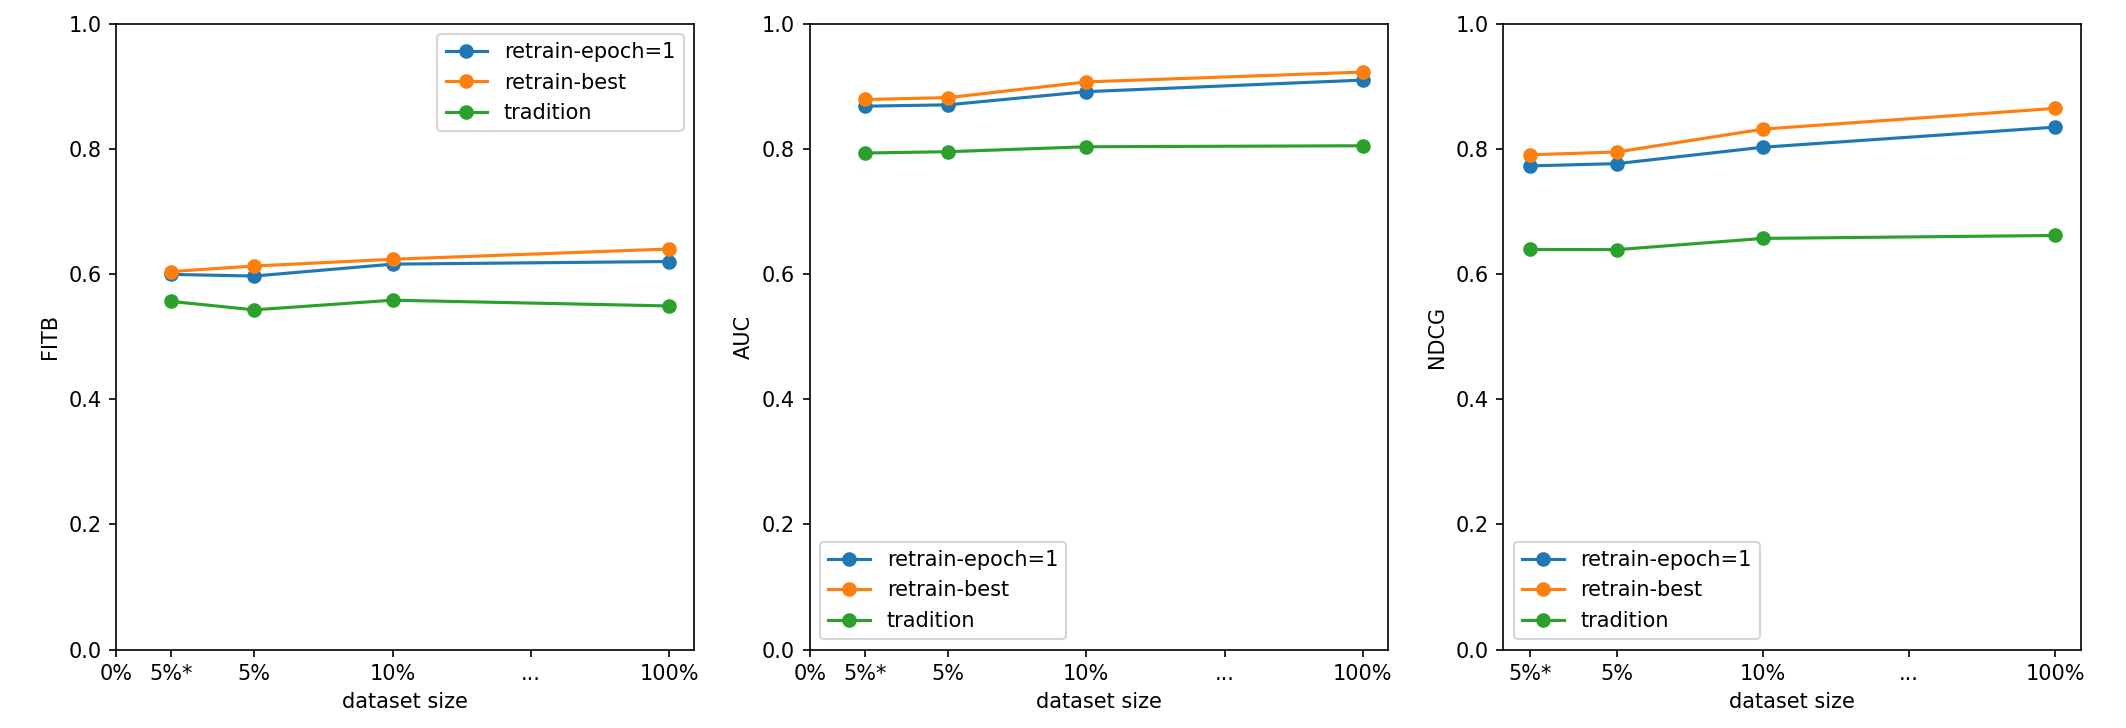 FITB
1.0
0.8
0.6
0.4
0.2
0.0
retrain-epoch=1
retrain-best
tradition
0% 5%* 5% 10% ... 100%
dataset size
AUC
1.0
0.8
0.6
0.4
0.2
0.0
retrain-epoch=1
retrain-best
tradition
0% 5%* 5% 10% ... 100%
dataset size
NDCG
1.0
0.8
0.6
0.4
0.2
0.0
retrain-epoch=1
retrain-best
tradition
5%* 5% 10% ... 100%
dataset size